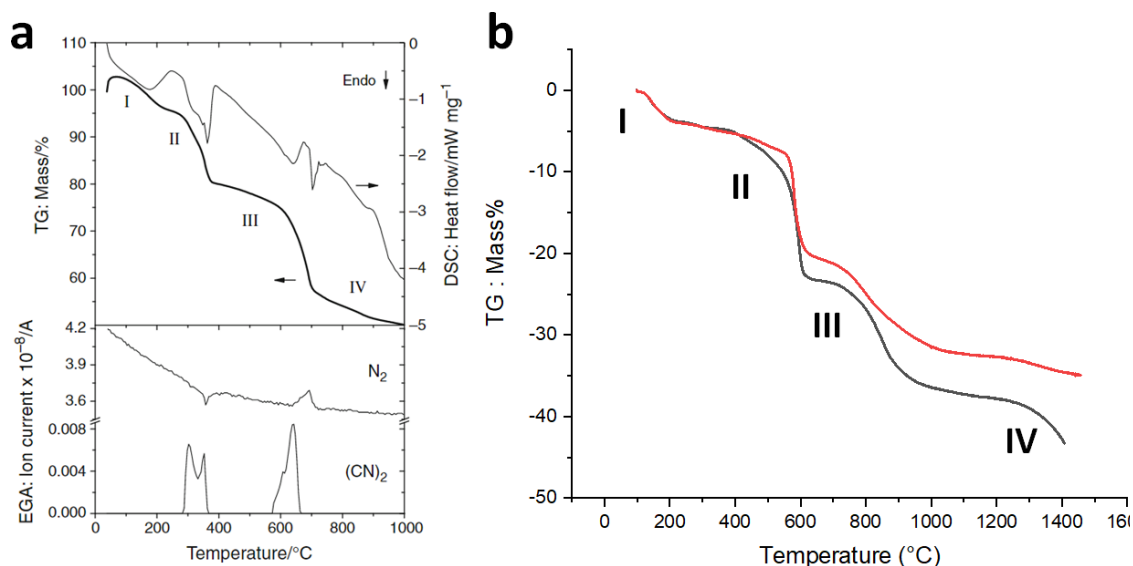 a
110
100
90
80
70
60
TG: Mass/%
I
II
III
IV
Endo
0
−1
−2
−3
−4
−5
DSC: Heat flow/mW mg⁻¹
4.2
3.9
3.6
0.008
0.004
0.000
EGA: Ion current x 10⁻⁸/A
N₂
(CN)₂
0 200 400 600 800 1000
Temperature/°C
b
0
-10
-20
-30
-40
-50
TG : Mass%
I
II
III
IV
0 200 400 600 800 1000 1200 1400 160
Temperature (°C)